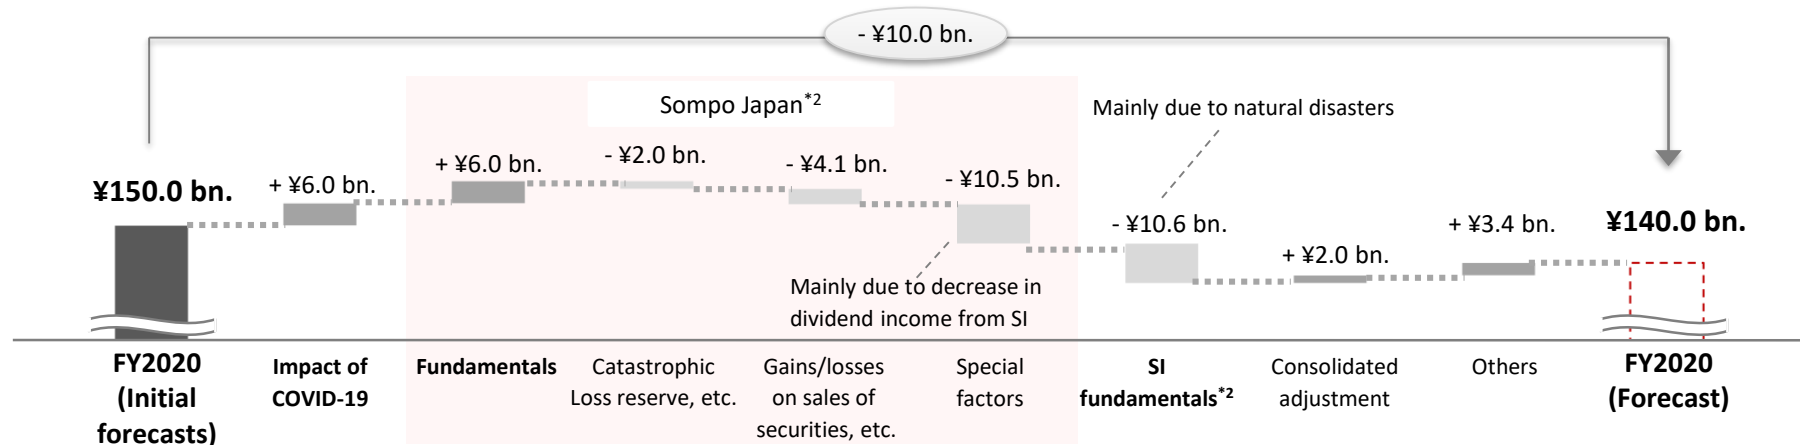 - ¥10.0 bn.
Sompo Japan*2
Mainly due to natural disasters
¥150.0 bn.
+ ¥6.0 bn.
+ ¥6.0 bn.
- ¥2.0 bn.
- ¥4.1 bn.
- ¥10.5 bn.
- ¥10.6 bn.
+ ¥2.0 bn.
+ ¥3.4 bn.
¥140.0 bn.
Mainly due to decrease in
dividend income from SI
FY2020
(Initial
forecasts)
Impact of
COVID-19
Fundamentals
Catastrophic
Loss reserve, etc.
Gains/losses
on sales of
securities, etc.
Special
factors
SI
fundamentals*2
Consolidated
adjustment
Others
FY2020
(Forecast)